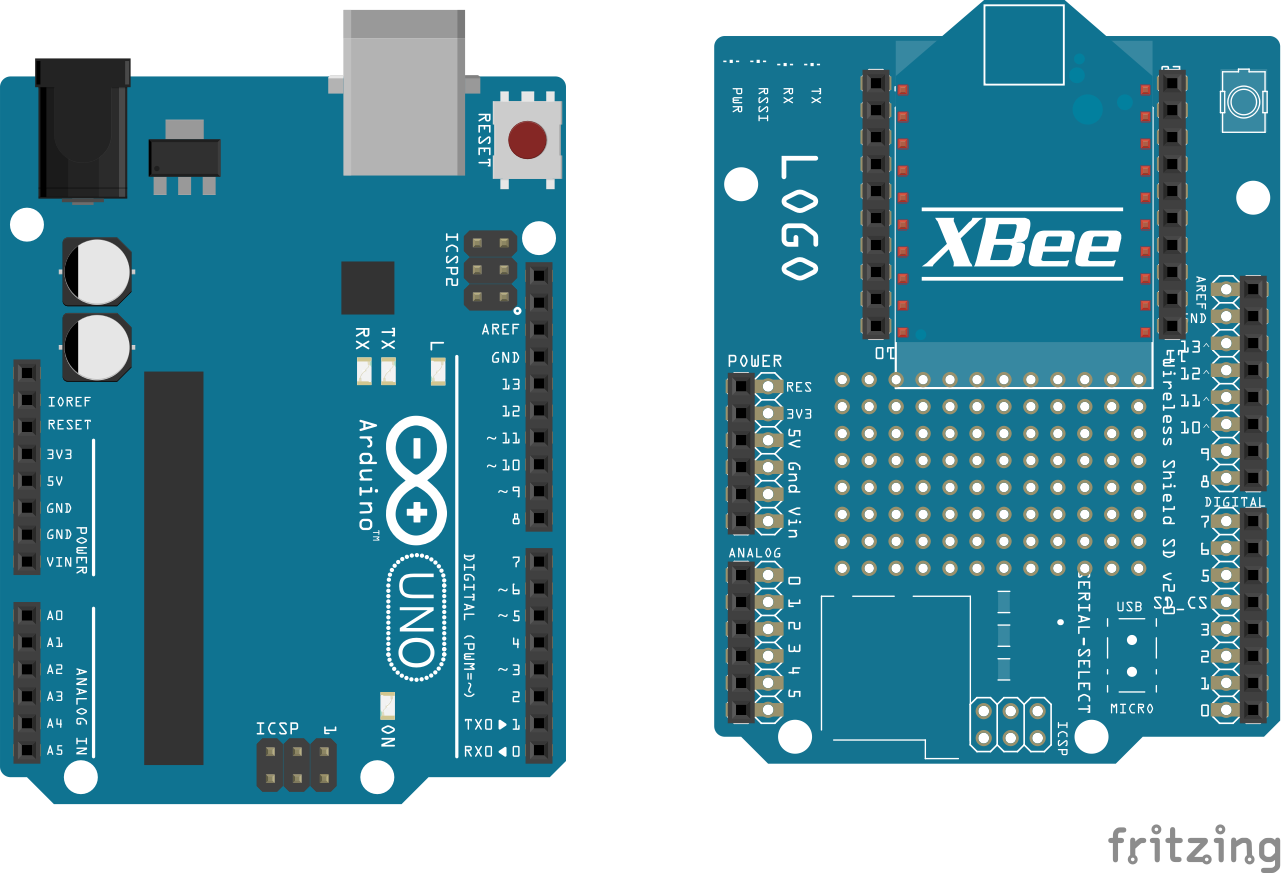 RESET
ICSP2
AREF
GND
13
12
~ 11
~ 10
~ 9
8
RX
TX
L
IOREF
RESET
3V3
5V
GND
GND
VIN
POWER
Arduino™
UNO
DIGITAL (PWM=~)
7
~ 6
~ 5
4
~ 3
2
TX0 ▶ 1
RX0 ◀ 0
A0
A1
A2
A3
A4
A5
ANALOG IN
ICSP
1
ON
PWR
RSSI
RX
TX
LOGO
XBee
AREF
GND
13^
12^
11^
10^
9
8
POWER
RES
3V3
5V
Gnd
Vin
Wireless Shield SD v2.0
DIGITAL
7
6
5
SD_CS
3
2
1
0
ANALOG
0
1
2
3
4
5
SERIAL-SELECT
USB
MICRO
ICSP
fritzing